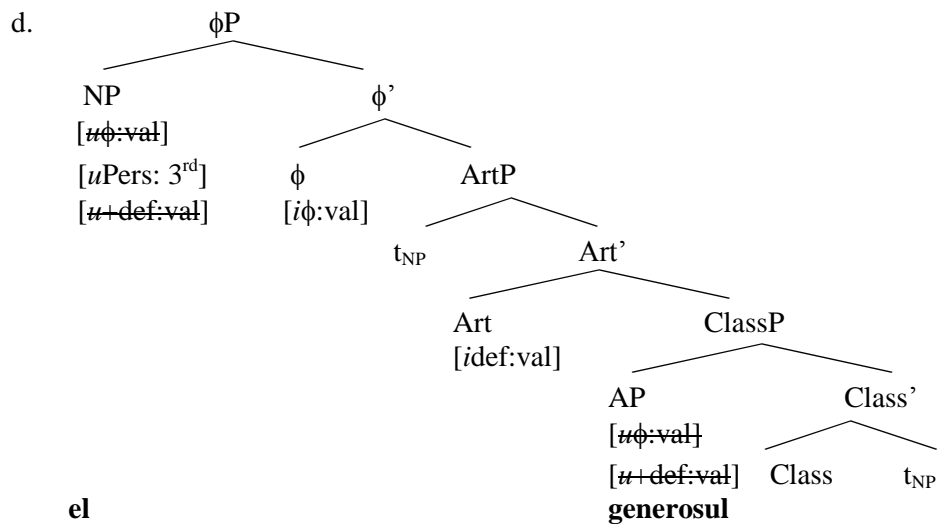 d. ϕP
NP ϕ’
[uϕ:val]
[uPers: 3rd] ϕ ArtP
[u+def:val] [iϕ:val]
tNP Art’
Art ClassP
[idef:val]
AP Class’
[uϕ:val]
[u+def:val] Class tNP
el generosul